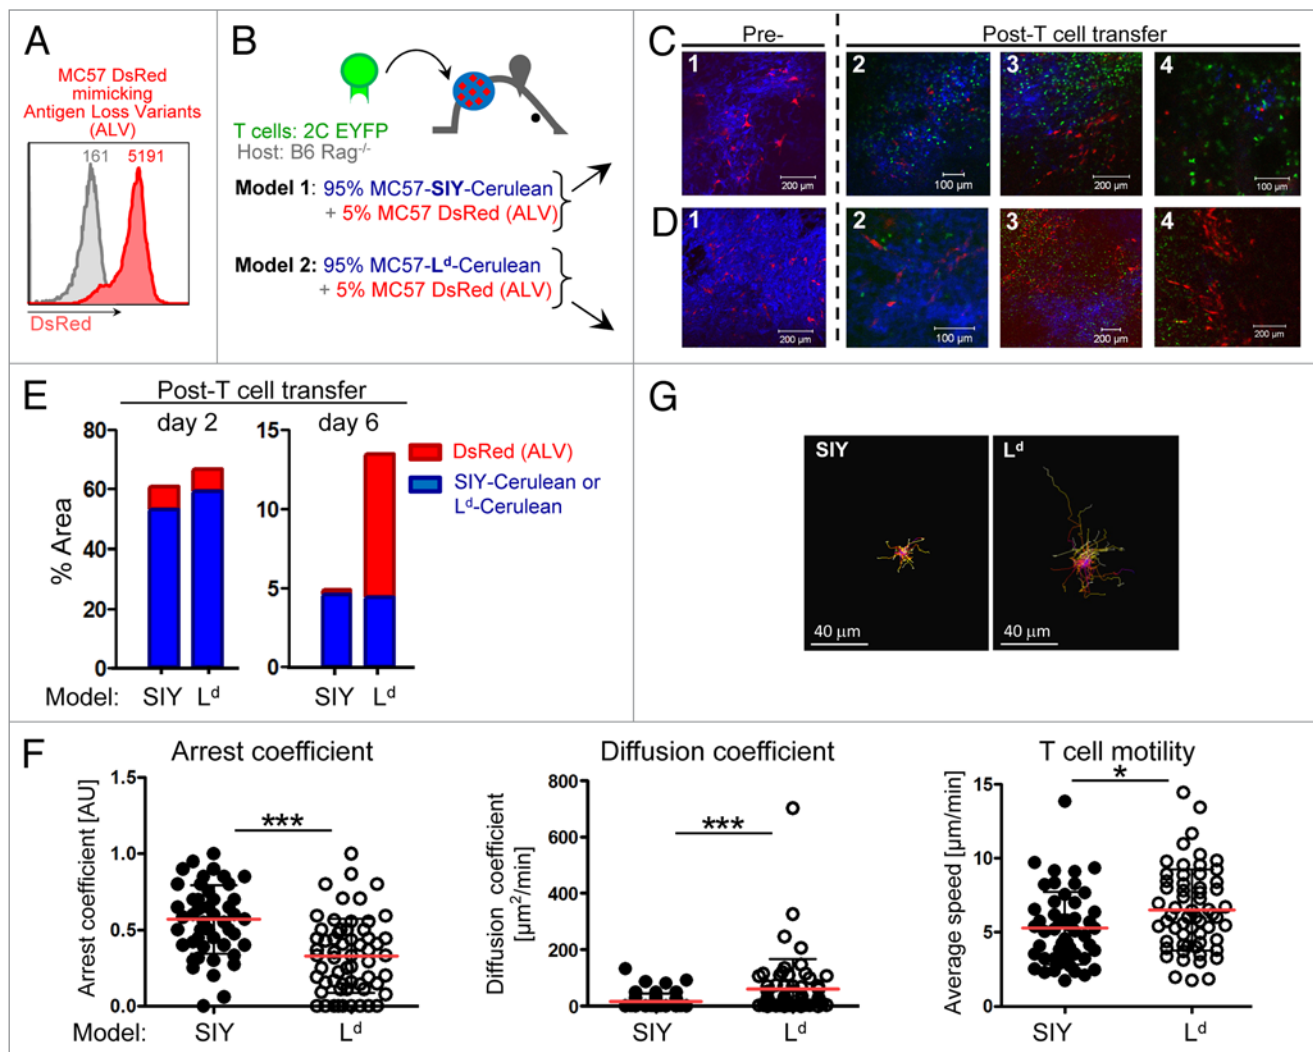 A
MC57 DsRed
mimicking
Antigen Loss Variants
(ALV)
161
5191
DsRed
B
T cells: 2C EYFP
Host: B6 Rag-/-
Model 1: 95% MC57-SIY-Cerulean
+ 5% MC57 DsRed (ALV)
Model 2: 95% MC57-Ld-Cerulean
+ 5% MC57 DsRed (ALV)
C
Pre-
Post-T cell transfer
1
200 µm
2
100 µm
3
200 µm
4
100 µm
D
1
200 µm
2
100 µm
3
200 µm
4
200 µm
E
Post-T cell transfer
day 2
day 6
% Area
80
60
40
20
0
15
10
5
0
DsRed (ALV)
SIY-Cerulean or
Ld-Cerulean
Model: SIY Ld SIY Ld
G
SIY
40 µm
Ld
40 µm
F
Arrest coefficient
Arrest coefficient [AU]
1.5
1.0
0.5
0.0
***
Model: SIY Ld
Diffusion coefficient
Diffusion coefficient
[µm2/min]
800
600
400
200
0
***
SIY Ld
T cell motility
Average speed [µm/min]
15
10
5
0
*
SIY Ld